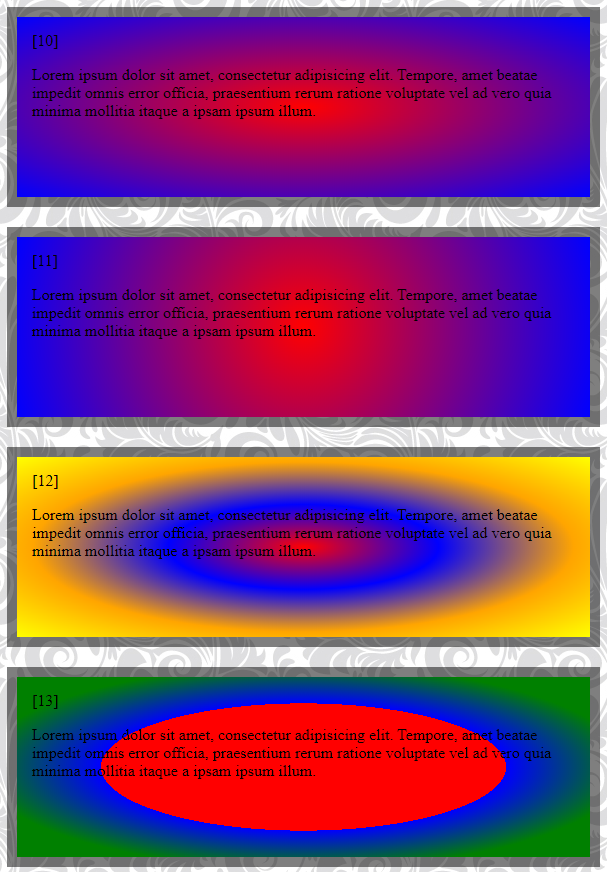 [10]
Lorem ipsum dolor sit amet, consectetur adipisicing elit. Tempore, amet beatae
impedit omnis error officia, praesentium rerum ratione voluptate vel ad vero quia
minima mollitia itaque a ipsam ipsum illum.
[11]
Lorem ipsum dolor sit amet, consectetur adipisicing elit. Tempore, amet beatae
impedit omnis error officia, praesentium rerum ratione voluptate vel ad vero quia
minima mollitia itaque a ipsam ipsum illum.
[12]
Lorem ipsum dolor sit amet, consectetur adipisicing elit. Tempore, amet beatae
impedit omnis error officia, praesentium rerum ratione voluptate vel ad vero quia
minima mollitia itaque a ipsam ipsum illum.
[13]
Lorem ipsum dolor sit amet, consectetur adipisicing elit. Tempore, amet beatae
impedit omnis error officia, praesentium rerum ratione voluptate vel ad vero quia
minima mollitia itaque a ipsam ipsum illum.